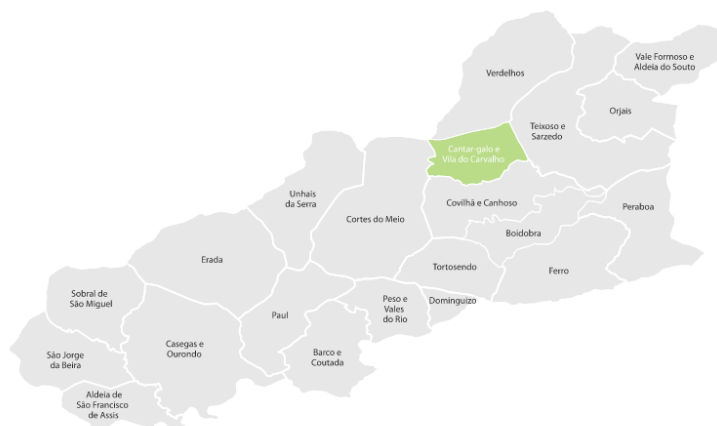 Vale Formoso e
Aldeia do Souto
Verdelhos
Orjais
Teixoso e
Sarzedo
Cantar-galo e
Vila do Carvalho
Unhais
da Serra
Covilhã e Canhoso
Peraboa
Cortes do Meio
Boidobra
Erada
Tortosendo
Ferro
Sobral de
São Miguel
Peso e
Vales
do Rio
Dominguizo
Paul
Casegas e
Ourondo
São Jorge
da Beira
Barco e
Coutada
Aldeia de
São Francisco
de Assis